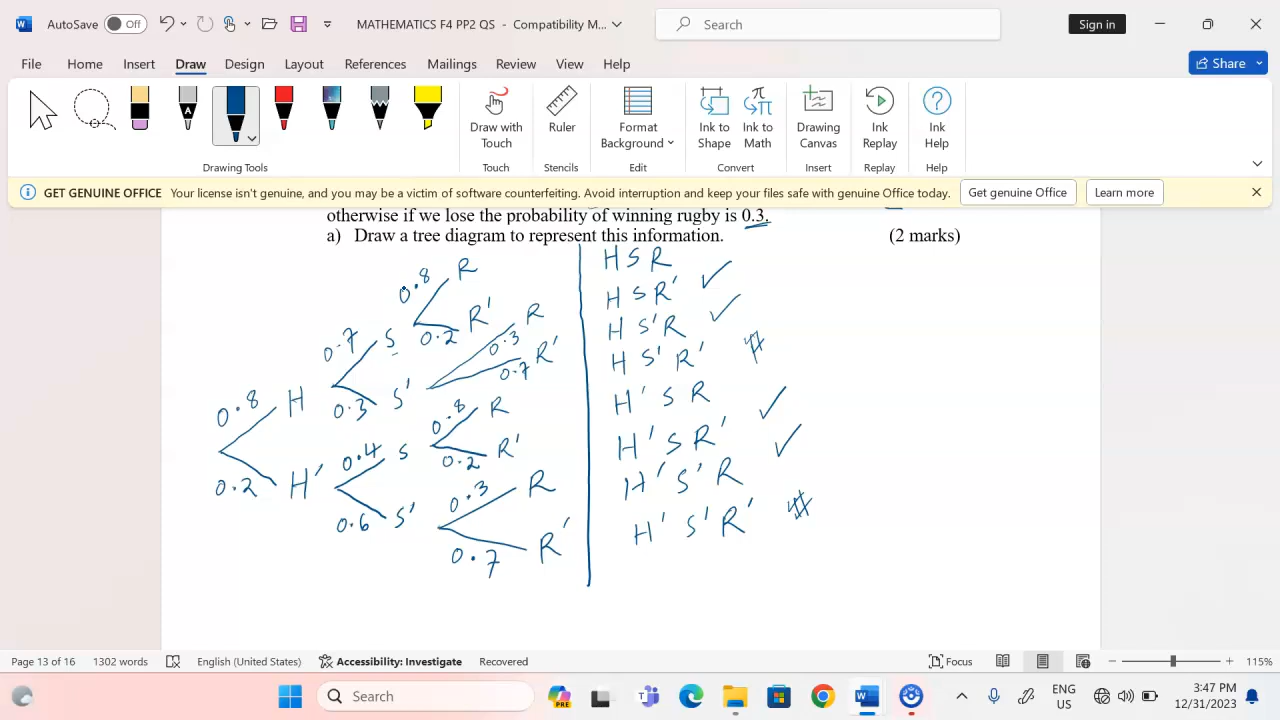 AutoSave Off MATHEMATICS F4 PP2 QS - Compatibility M... Search Sign in
File Home Insert Draw Design Layout References Mailings Review View Help Share
Draw with Touch Ruler Format Background Ink to Shape Ink to Math Drawing Canvas Ink Replay Ink Help
Drawing Tools Touch Stencils Edit Convert Insert Replay Help
GET GENUINE OFFICE Your license isn't genuine, and you may be a victim of software counterfeiting. Avoid interruption and keep your files safe with genuine Office today. Get genuine Office Learn more
otherwise if we lose the probability of winning rugby is 0.3.
a) Draw a tree diagram to represent this information. (2 marks)
0.8 R
0.7 S 0.2 R'
0.3 R
0.8 H 0.3 S' 0.7 R'
0.8 R
0.2 H' 0.4 S 0.2 R'
0.6 S' 0.3 R
0.7 R'
H S R
H S R' ✓
H S' R ✓
H S' R'
H' S R
H' S R' ✓
H' S' R ✓
H' S' R'
Page 13 of 16 1302 words English (United States) Accessibility: Investigate Recovered Focus 115%
Search PRE ENG US 3:47 PM 12/31/2023